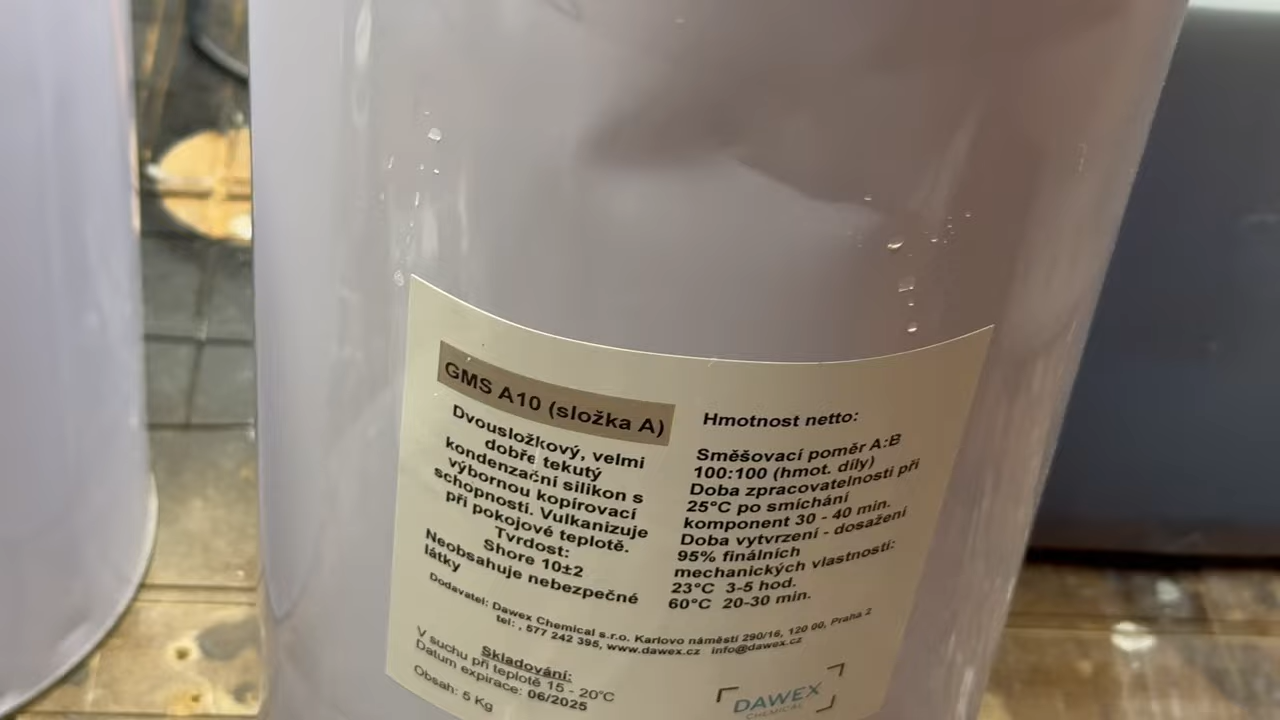 GMS A10 (složka A)
Dvousložkový, velmi
dobře tekutý
kondenzační silikon s
výbornou kopírovací
schopností. Vulkanizuje
při pokojové teplotě.
Tvrdost:
Shore 10±2
Neobsahuje nebezpečné
látky
Hmotnost netto:
Směšovací poměr A:B
100:100 (hmot. díly)
Doba zpracovatelnosti při
25°C po smíchání
komponent 30 - 40 min.
Doba vytvrzení - dosažení
95% finálních
mechanických vlastností:
23°C 3-5 hod.
60°C 20-30 min.
Dodavatel: Dawex Chemical s.r.o. Karlovo náměstí 290/16, 120 00, Praha 2
tel: , 577 242 395, www.dawex.cz info@dawex.cz
Skladování:
V suchu při teplotě 15 - 20°C
Datum expirace: 06/2025
Obsah: 5 Kg
DAWEX
CHEMICAL